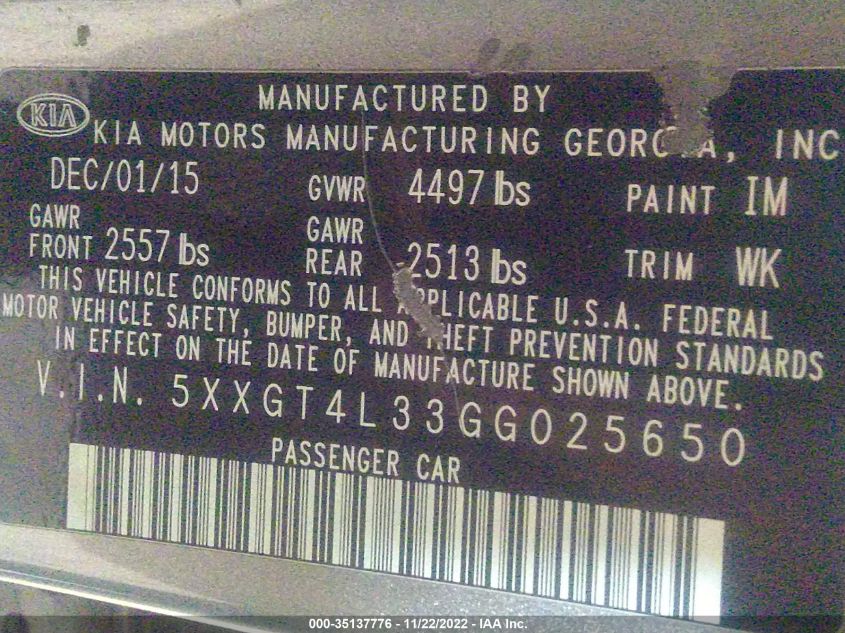 KIA
MANUFACTURED BY
KIA MOTORS MANUFACTURING GEORGIA, INC
DEC/01/15 GVWR 4497 lbs PAINT IM
GAWR FRONT 2557 lbs GAWR REAR 2513 lbs TRIM WK
THIS VEHICLE CONFORMS TO ALL APPLICABLE U.S.A. FEDERAL
MOTOR VEHICLE SAFETY, BUMPER, AND THEFT PREVENTION STANDARDS
IN EFFECT ON THE DATE OF MANUFACTURE SHOWN ABOVE.
V.I.N. 5XXGT4L33GG025650
PASSENGER CAR
000-35137776 - 11/22/2022 - IAA Inc.